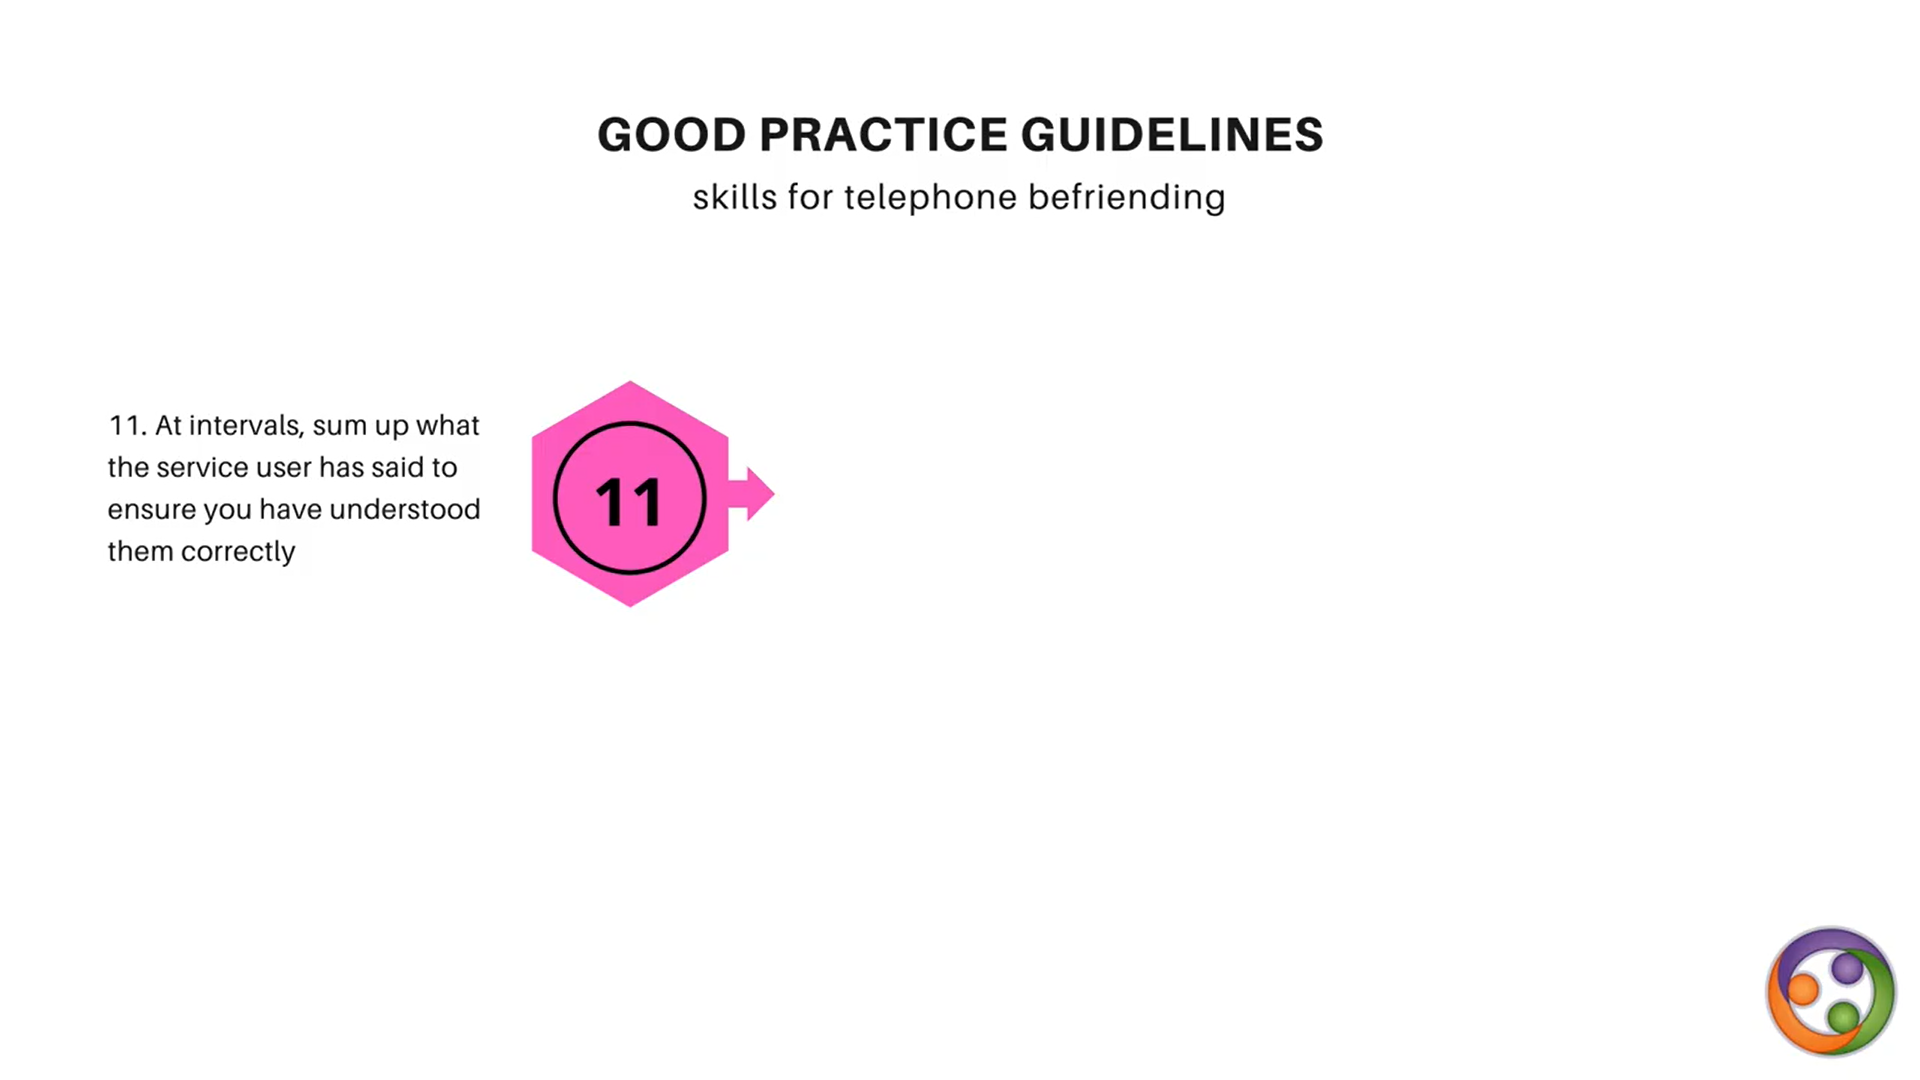 GOOD PRACTICE GUIDELINES
skills for telephone befriending
11. At intervals, sum up what
the service user has said to
ensure you have understood
them correctly
11